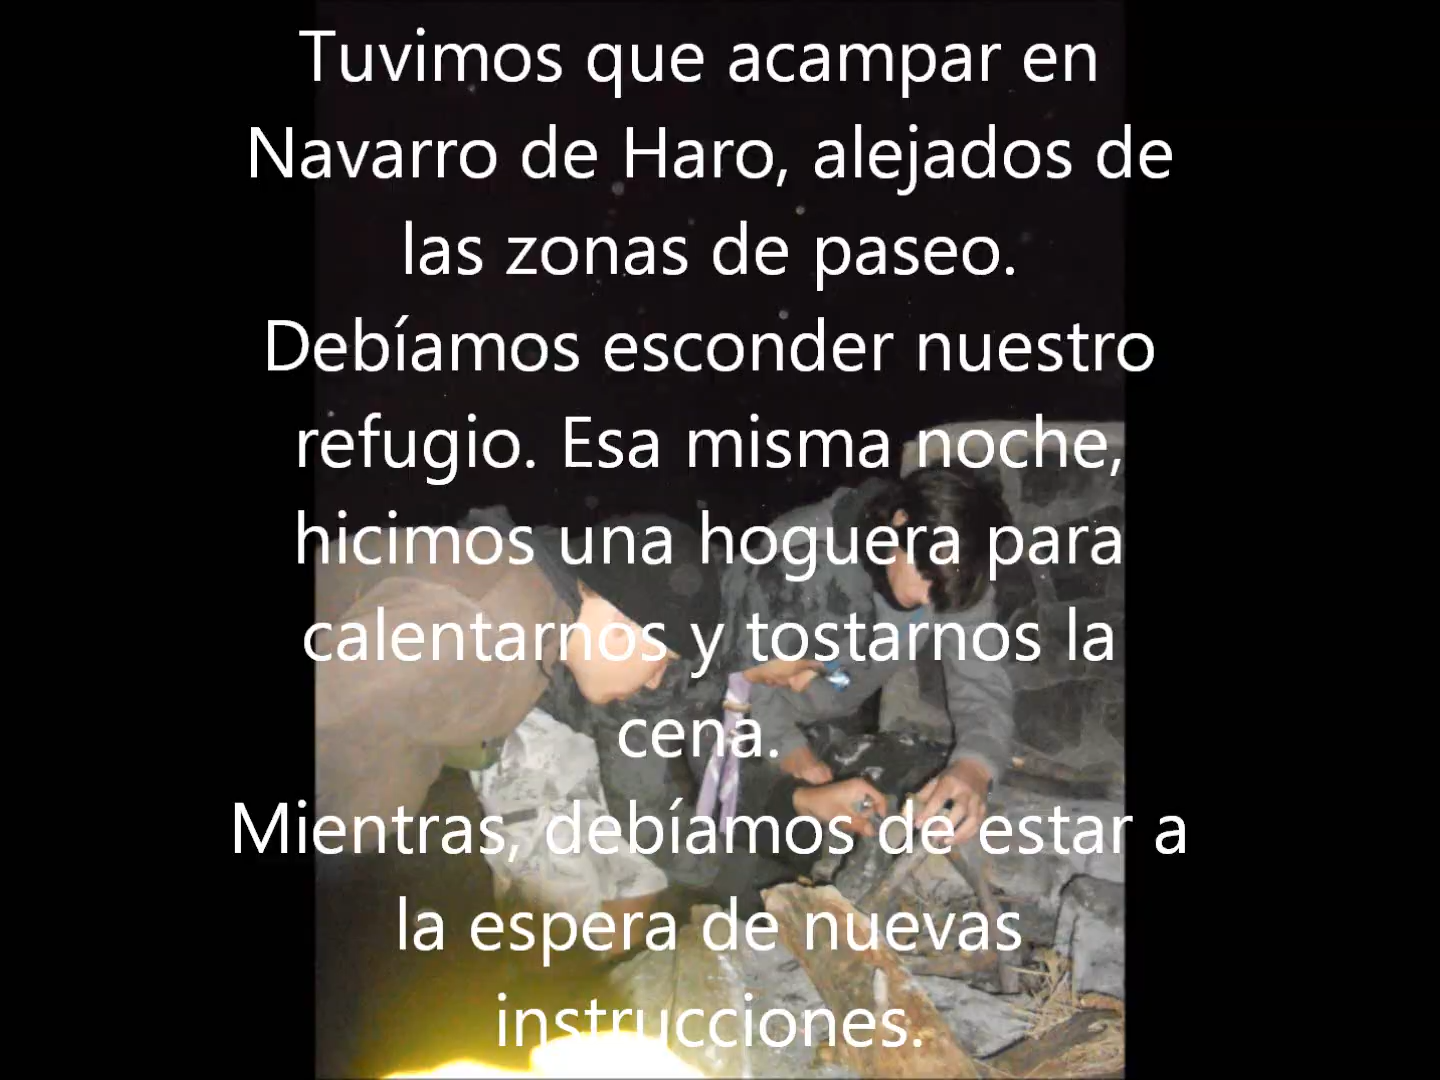 Tuvimos que acampar en
Navarro de Haro, alejados de
las zonas de paseo.
Debíamos esconder nuestro
refugio. Esa misma noche,
hicimos una hoguera para
calentarnos y tostarnos la
cena.
Mientras, debíamos de estar a
la espera de nuevas
instrucciones.